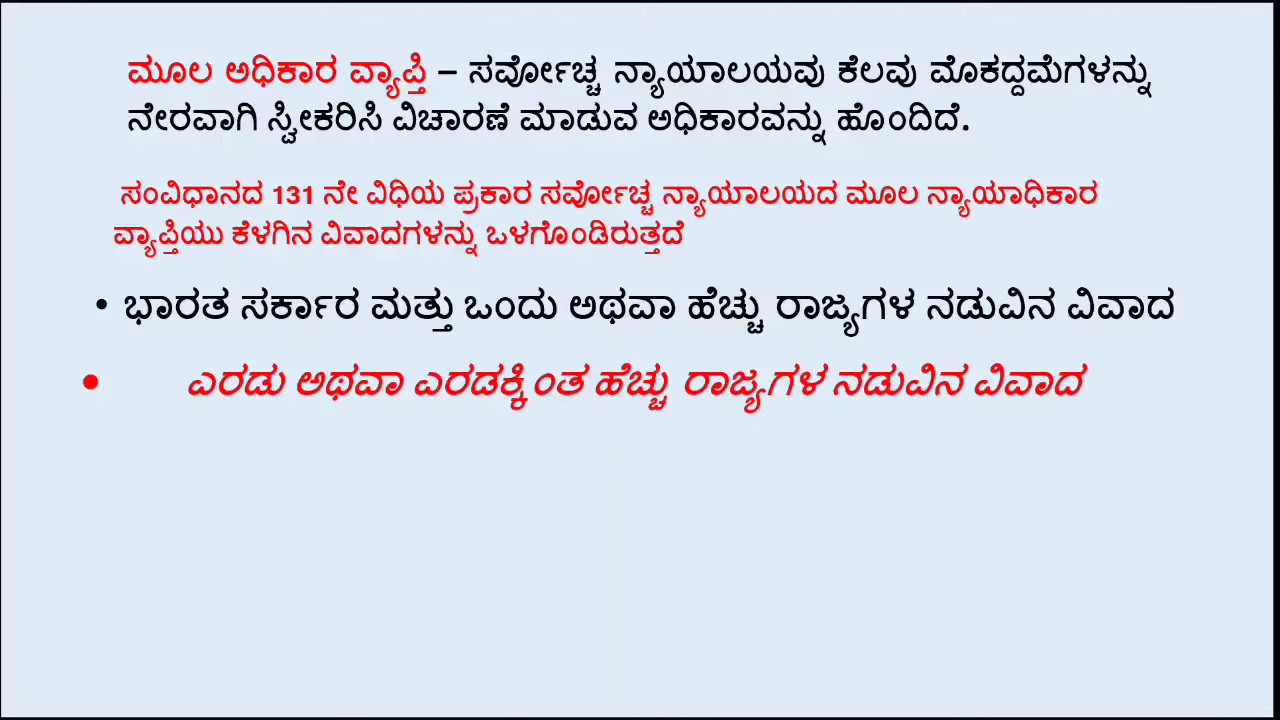 ಮೂಲ ಅಧಿಕಾರ ವ್ಯಾಪ್ತಿ – ಸರ್ವೋಚ್ಚ ನ್ಯಾಯಾಲಯವು ಕೆಲವು ಮೊಕದ್ದಮೆಗಳನ್ನು
ನೇರವಾಗಿ ಸ್ವೀಕರಿಸಿ ವಿಚಾರಣೆ ಮಾಡುವ ಅಧಿಕಾರವನ್ನು ಹೊಂದಿದೆ.
ಸಂವಿಧಾನದ 131 ನೇ ವಿಧಿಯ ಪ್ರಕಾರ ಸರ್ವೋಚ್ಚ ನ್ಯಾಯಾಲಯದ ಮೂಲ ನ್ಯಾಯಾಧಿಕಾರ
ವ್ಯಾಪ್ತಿಯು ಕೆಳಗಿನ ವಿವಾದಗಳನ್ನು ಒಳಗೊಂಡಿರುತ್ತದೆ
• ಭಾರತ ಸರ್ಕಾರ ಮತ್ತು ಒಂದು ಅಥವಾ ಹೆಚ್ಚು ರಾಜ್ಯಗಳ ನಡುವಿನ ವಿವಾದ
• ಎರಡು ಅಥವಾ ಎರಡಕ್ಕಿಂತ ಹೆಚ್ಚು ರಾಜ್ಯಗಳ ನಡುವಿನ ವಿವಾದ